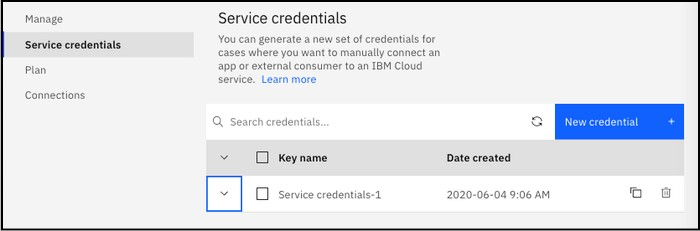 Manage
Service credentials
Plan
Connections
Service credentials
You can generate a new set of credentials for
cases where you want to manually connect an
app or external consumer to an IBM Cloud
service. Learn more
Search credentials...
New credential +
Key name Date created
Service credentials-1 2020-06-04 9:06 AM